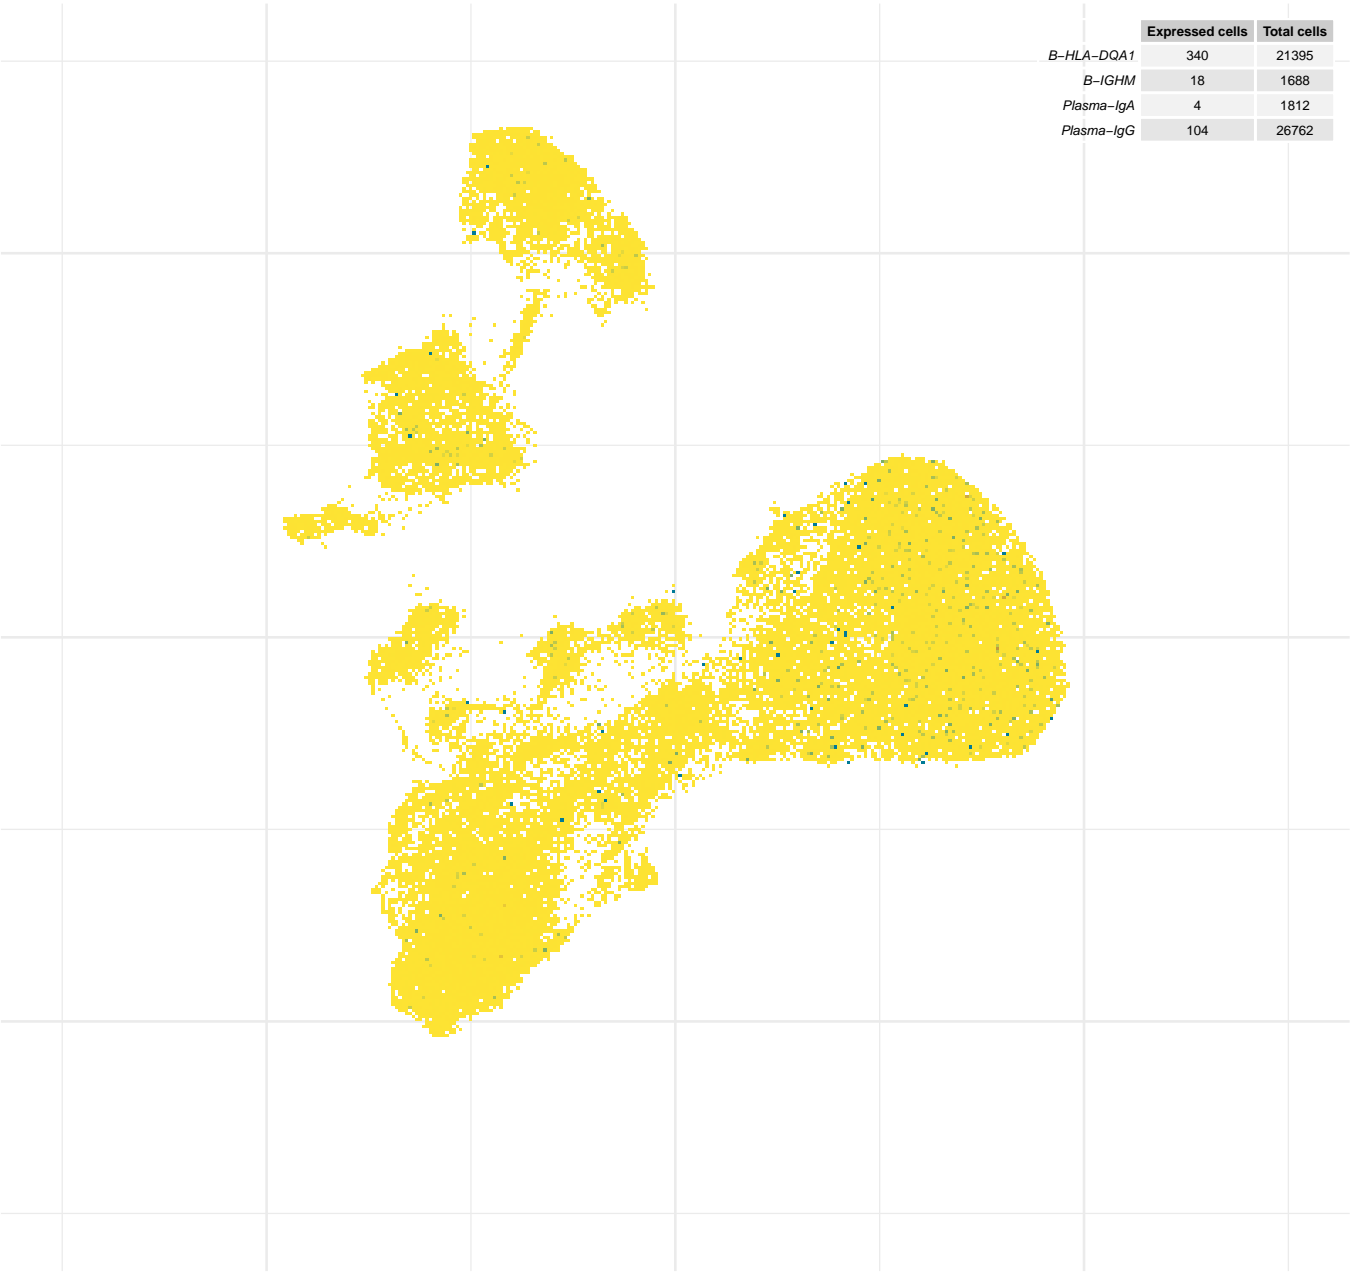 Expressed cells Total cells
B−HLA−DQA1 340 21395
B−IGHM 18 1688
Plasma−IgA 4 1812
Plasma−IgG 104 26762